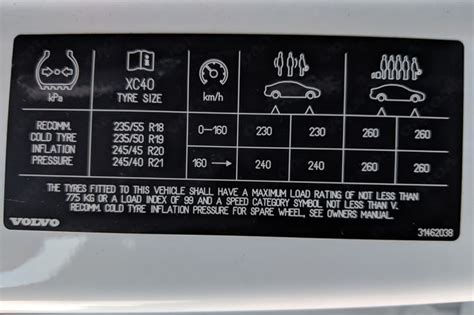 kPa XC40 TYRE SIZE km/h
RECOMM. 235/55 R18 0-160 230 230 260 260
COLD TYRE 235/50 R19
INFLATION 245/45 R20 160 → 240 240 260 260
PRESSURE 245/40 R21
THE TYRES FITTED TO THIS VEHICLE SHALL HAVE A MAXIMUM LOAD RATING OF NOT LESS THAN
775 KG OR A LOAD INDEX OF 99 AND A SPEED CATEGORY SYMBOL NOT LESS THAN V.
RECOMM. COLD TYRE INFLATION PRESSURE FOR SPARE WHEEL, SEE OWNERS MANUAL.
VOLVO 31462038